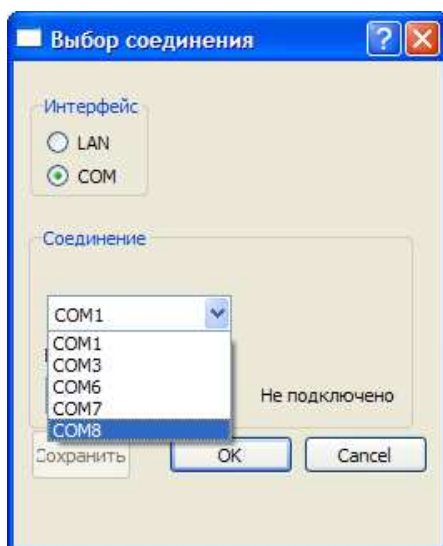 Выбор соединения
Интерфейс
LAN
COM
Соединение
COM1
COM1
COM3
COM6
COM7
COM8
Не подключено
Сохранить
OK
Cancel